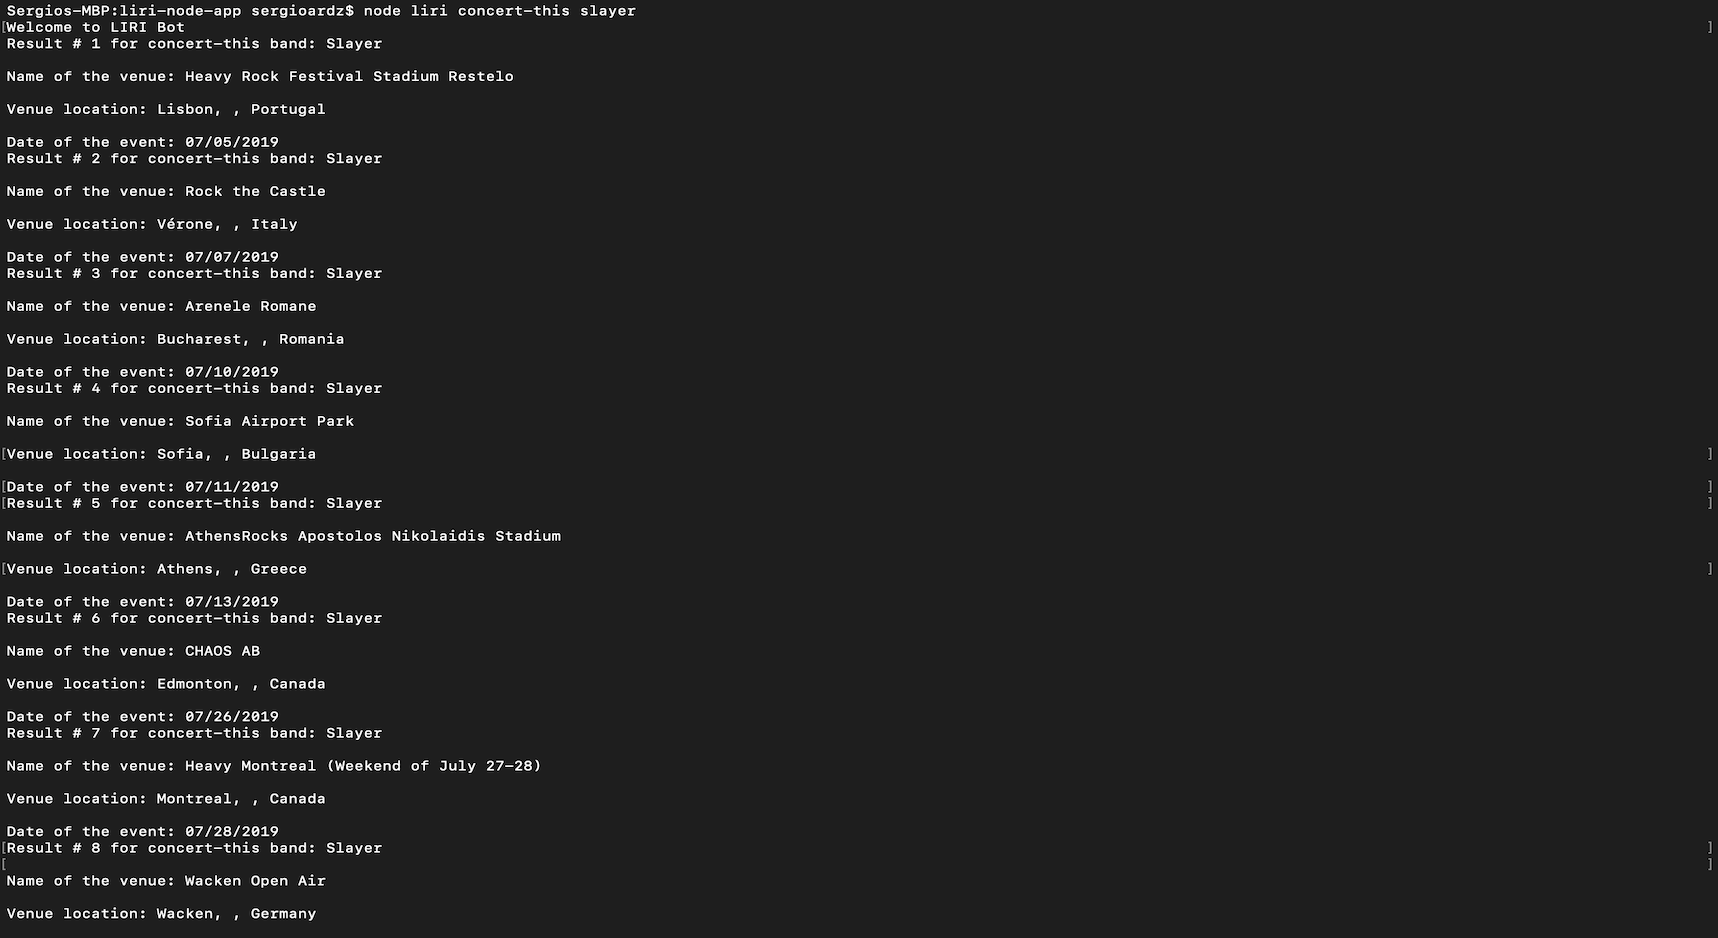 Sergios-MBP:liri-node-app sergioardz$ node liri concert-this slayer
[Welcome to LIRI Bot ]
Result # 1 for concert-this band: Slayer
Name of the venue: Heavy Rock Festival Stadium Restelo
Venue location: Lisbon, , Portugal
Date of the event: 07/05/2019
Result # 2 for concert-this band: Slayer
Name of the venue: Rock the Castle
Venue location: Vérone, , Italy
Date of the event: 07/07/2019
Result # 3 for concert-this band: Slayer
Name of the venue: Arenele Romane
Venue location: Bucharest, , Romania
Date of the event: 07/10/2019
Result # 4 for concert-this band: Slayer
Name of the venue: Sofia Airport Park
[Venue location: Sofia, , Bulgaria ]
[Date of the event: 07/11/2019 ]
[Result # 5 for concert-this band: Slayer ]
Name of the venue: AthensRocks Apostolos Nikolaidis Stadium
[Venue location: Athens, , Greece ]
Date of the event: 07/13/2019
Result # 6 for concert-this band: Slayer
Name of the venue: CHAOS AB
Venue location: Edmonton, , Canada
Date of the event: 07/26/2019
Result # 7 for concert-this band: Slayer
Name of the venue: Heavy Montreal (Weekend of July 27-28)
Venue location: Montreal, , Canada
Date of the event: 07/28/2019
[Result # 8 for concert-this band: Slayer ]
[ ]
Name of the venue: Wacken Open Air
Venue location: Wacken, , Germany